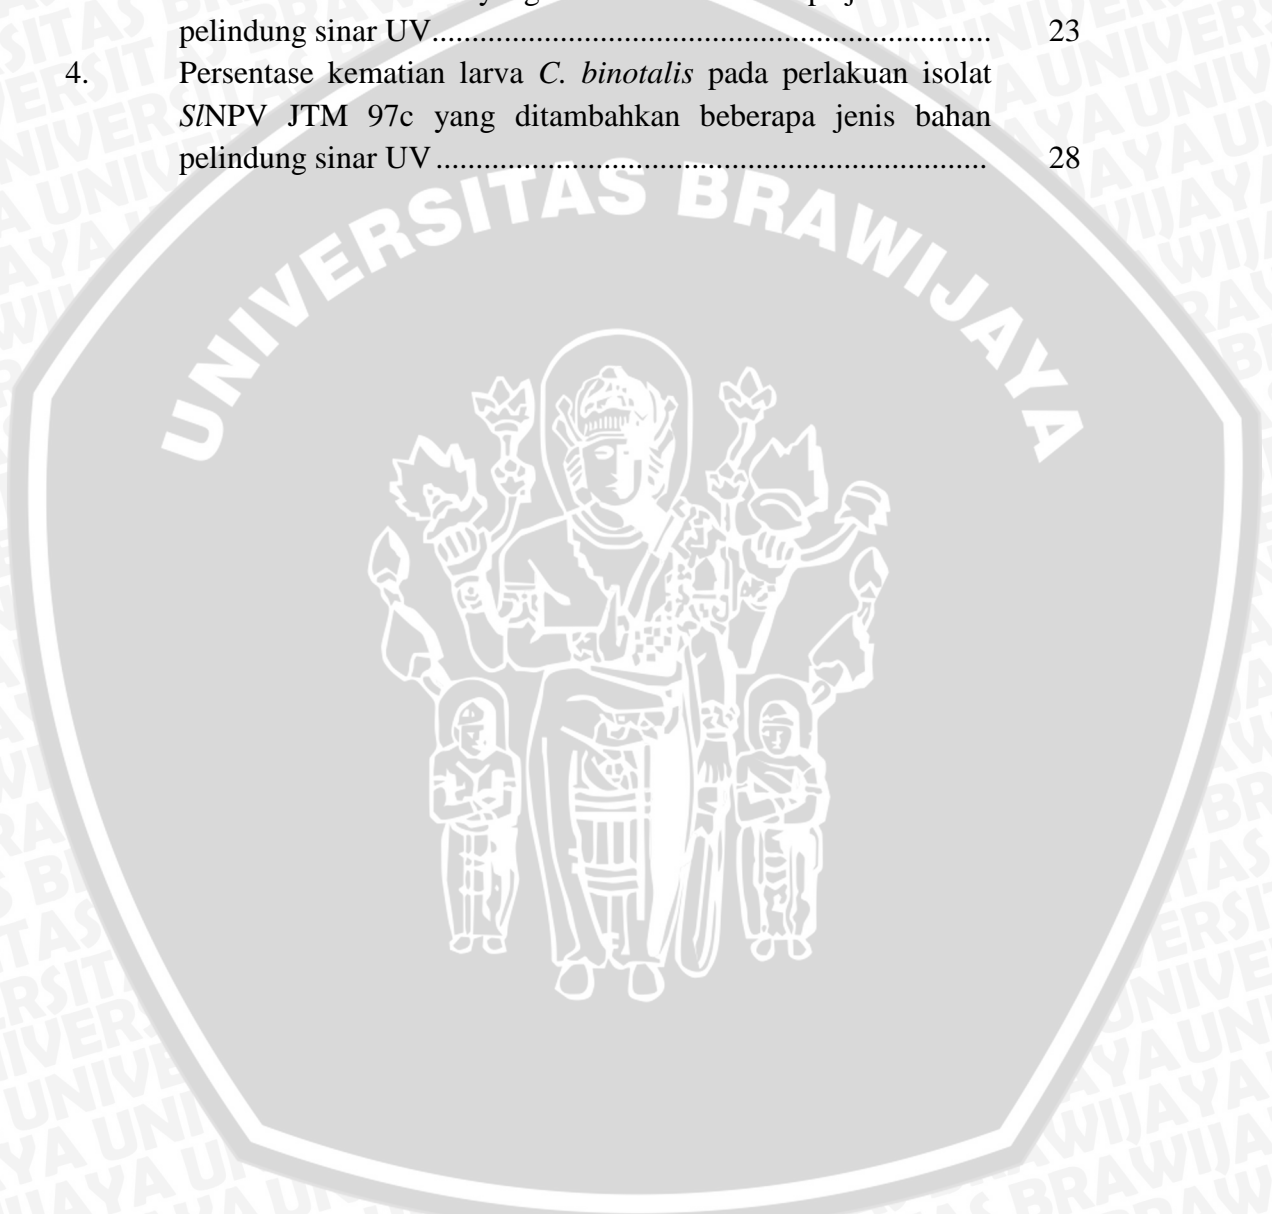 pelindung sinar UV...................................................................... 23
4. Persentase kematian larva C. binotalis pada perlakuan isolat
SlNPV JTM 97c yang ditambahkan beberapa jenis bahan
pelindung sinar UV ..................................................................... 28
UNIVERSITAS BRAWIJAYA